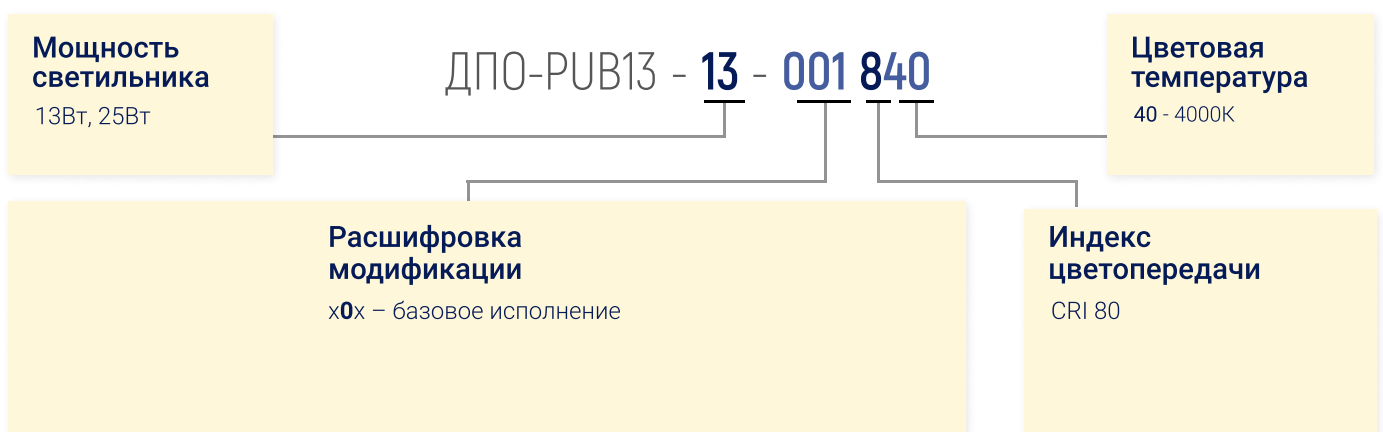 Мощность
светильника
13Вт, 25Вт
ДПО-PUB13 - 13 - 001 840
Цветовая
температура
40 - 4000К
Расшифровка
модификации
х0х – базовое исполнение
Индекс
цветопередачи
CRI 80